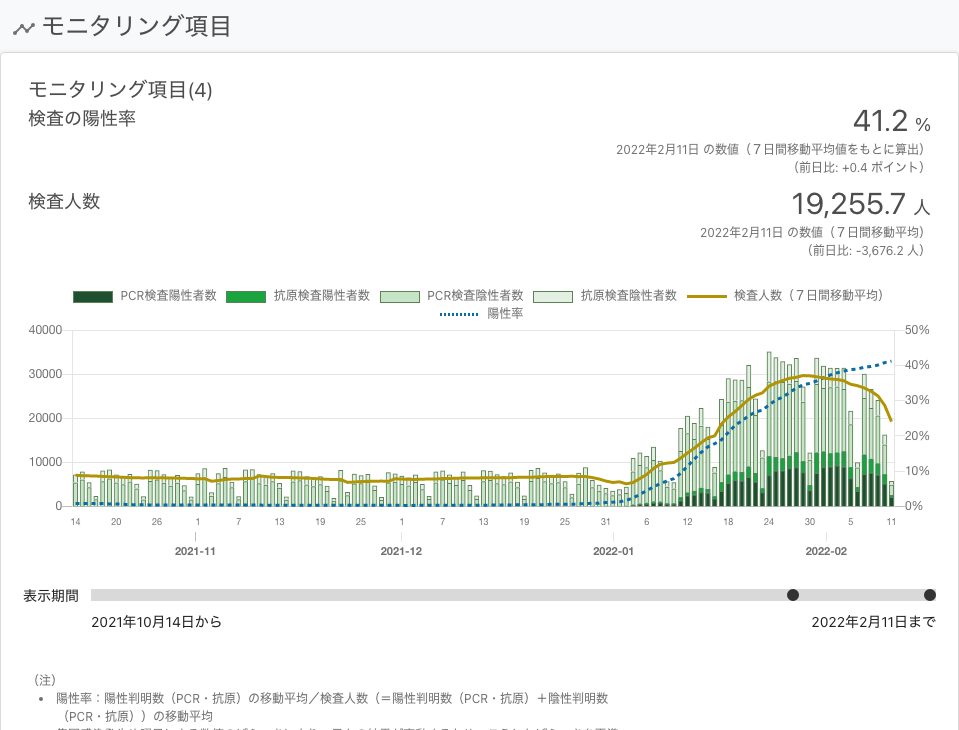 モニタリング項目
モニタリング項目(4)
検査の陽性率
41.2 %
2022年2月11日 の数値（７日間移動平均値をもとに算出）
（前日比: +0.4 ポイント）
検査人数
19,255.7 人
2022年2月11日 の数値（７日間移動平均）
（前日比: -3,676.2 人）
PCR検査陽性者数 抗原検査陽性者数 PCR検査陰性者数 抗原検査陰性者数 検査人数（７日間移動平均）
陽性率
40000 50%
40%
30000
30%
20000
20%
10000
10%
0 0%
14 20 26 1 7 13 19 25 1 7 13 19 25 31 6 12 18 24 30 5 11
2021-11 2021-12 2022-01 2022-02
表示期間
2021年10月14日から 2022年2月11日まで
（注）
• 陽性率：陽性判明数（PCR・抗原）の移動平均／検査人数（＝陽性判明数（PCR・抗原）＋陰性判明数
（PCR・抗原））の移動平均